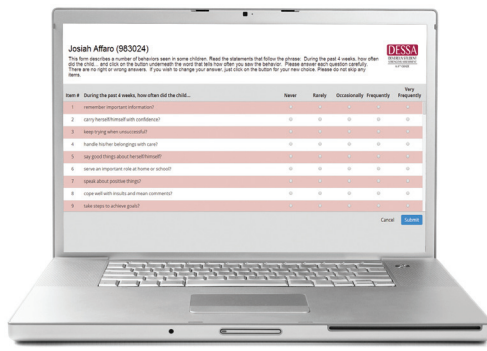 Josiah Affaro (983024)
DESSA
This form describes a number of behaviors seen in some children. Read the statements that follow the phrase: During the past 4 weeks, how often
did the child... and click on the button underneath the word that tells how often you saw the behavior. Please answer each question carefully.
There are no right or wrong answers. If you wish to change your answer, just click on the button for your new choice. Please do not skip any
items.
Item # During the past 4 weeks, how often did the child... Never Rarely Occasionally Frequently Very Frequently
1 remember important information?
2 carry herself/himself with confidence?
3 keep trying when unsuccessful?
4 handle his/her belongings with care?
5 say good things about herself/himself?
6 serve an important role at home or school?
7 speak about positive things?
8 cope well with insults and mean comments?
9 take steps to achieve goals?
Cancel Submit